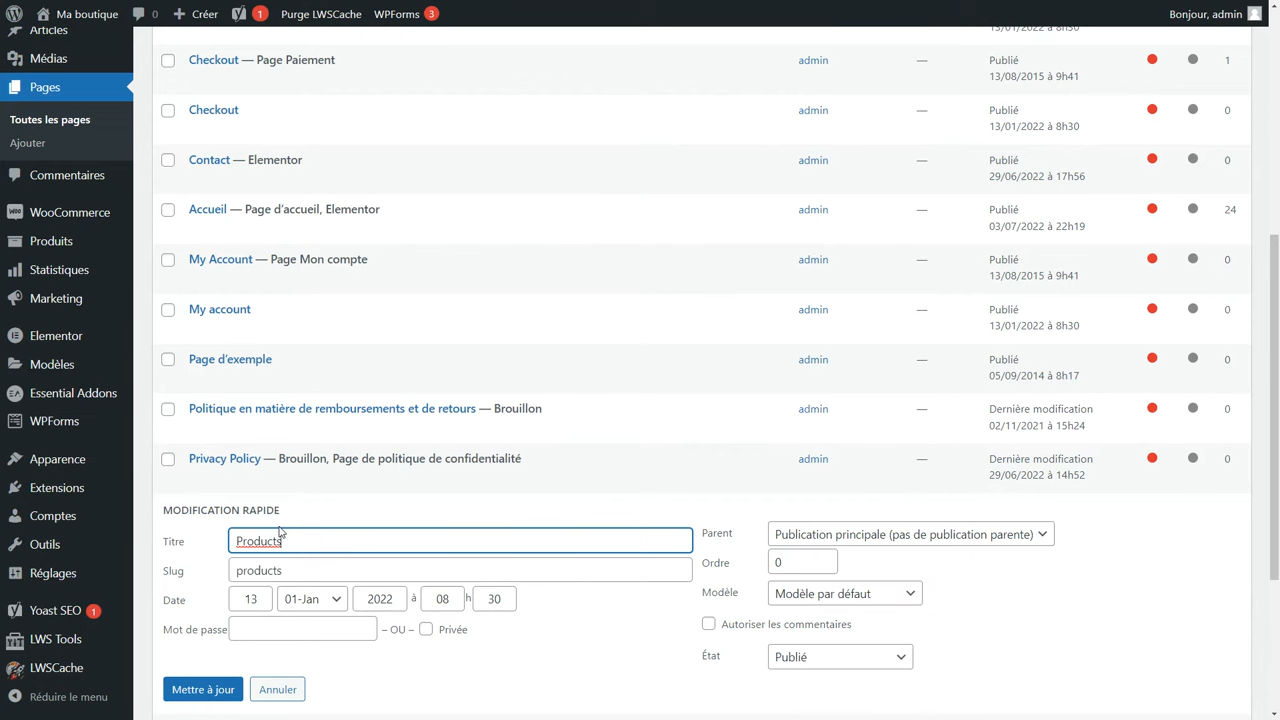 Ma boutique 0 Créer 1 Purge LWSCache WPForms 3 Bonjour, admin
Articles
Médias
Pages
Toutes les pages
Ajouter
Commentaires
WooCommerce
Produits
Statistiques
Marketing
Elementor
Modèles
Essential Addons
WPForms
Apparence
Extensions
Comptes
Outils
Réglages
Yoast SEO 1
LWS Tools
LWSCache
Réduire le menu
13/01/2022 à 8h30
Checkout — Page Paiement admin — Publié 1
13/08/2015 à 9h41
Checkout admin — Publié 0
13/01/2022 à 8h30
Contact — Elementor admin — Publié 0
29/06/2022 à 17h56
Accueil — Page d’accueil, Elementor admin — Publié 24
03/07/2022 à 22h19
My Account — Page Mon compte admin — Publié 0
13/08/2015 à 9h41
My account admin — Publié 0
13/01/2022 à 8h30
Page d’exemple admin — Publié 0
05/09/2014 à 8h17
Politique en matière de remboursements et de retours — Brouillon admin — Dernière modification 0
02/11/2021 à 15h24
Privacy Policy — Brouillon, Page de politique de confidentialité admin — Dernière modification 0
29/06/2022 à 14h52
MODIFICATION RAPIDE
Titre Products
Slug products
Date 13 01-Jan 2022 à 08 h 30
Mot de passe – OU – Privée
Parent Publication principale (pas de publication parente)
Ordre 0
Modèle Modèle par défaut
Autoriser les commentaires
État Publié
Mettre à jour Annuler